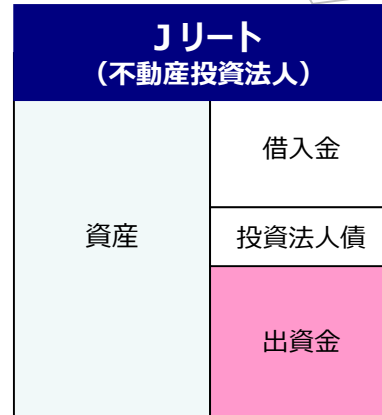 Jリート
（不動産投資法人）
借入金
資産
投資法人債
出資金